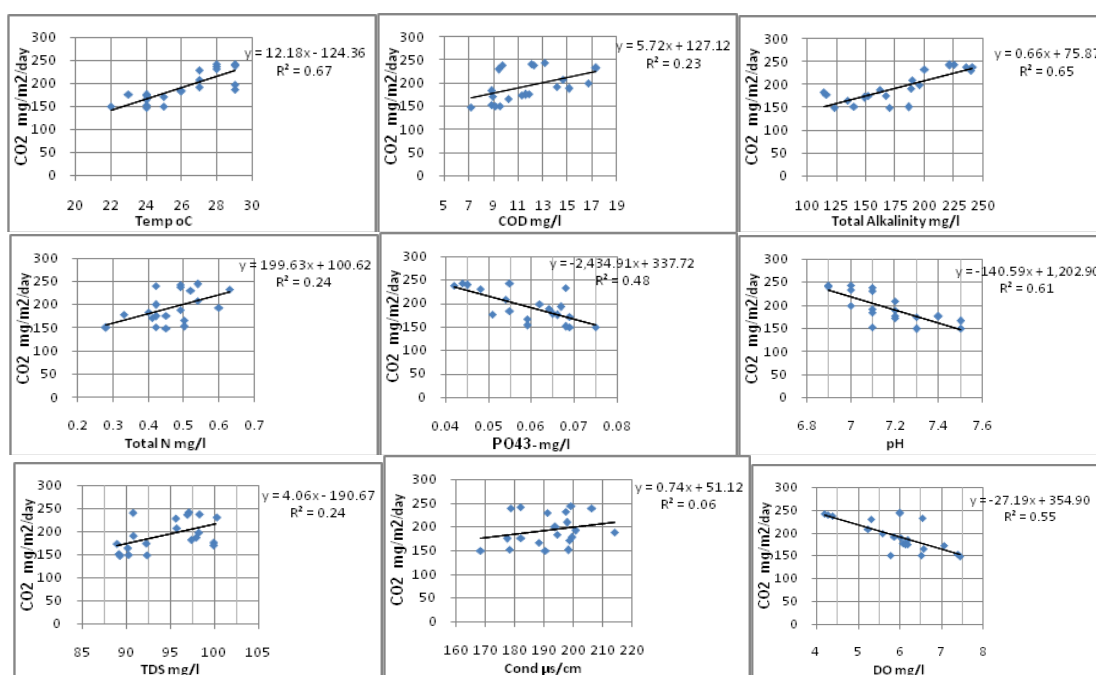 300
250
200
150
100
50
0
CO2 mg/m2/day
y = 12.18x - 124.36
R² = 0.67
20 22 24 26 28 30
Temp oC
300
250
200
150
100
50
0
CO2 mg/m2/day
y = 5.72x + 127.12
R² = 0.23
5 7 9 11 13 15 17 19
COD mg/l
300
250
200
150
100
50
0
CO2 mg/m2/day
y = 0.66x + 75.87
R² = 0.65
100 125 150 175 200 225 250
Total Alkalinity mg/l
300
250
200
150
100
50
0
CO2 mg/m2/day
y = 199.63x + 100.62
R² = 0.24
0.2 0.3 0.4 0.5 0.6 0.7
Total N mg/l
300
250
200
150
100
50
0
CO2 mg/m2/day
y = -2,434.91x + 337.72
R² = 0.48
0.04 0.05 0.06 0.07 0.08
PO43- mg/l
300
250
200
150
100
50
0
CO2 mg/m2/day
y = -140.59x + 1,202.90
R² = 0.61
6.8 7 7.2 7.4 7.6
pH
300
250
200
150
100
50
0
CO2 mg/m2/day
y = 4.06x - 190.67
R² = 0.24
85 90 95 100 105
TDS mg/l
300
250
200
150
100
50
0
CO2 mg/m2/day
y = 0.74x + 51.12
R² = 0.06
160 170 180 190 200 210 220
Cond µs/cm
300
250
200
150
100
50
0
CO2 mg/m2/day
y = -27.19x + 354.90
R² = 0.55
4 5 6 7 8
DO mg/l